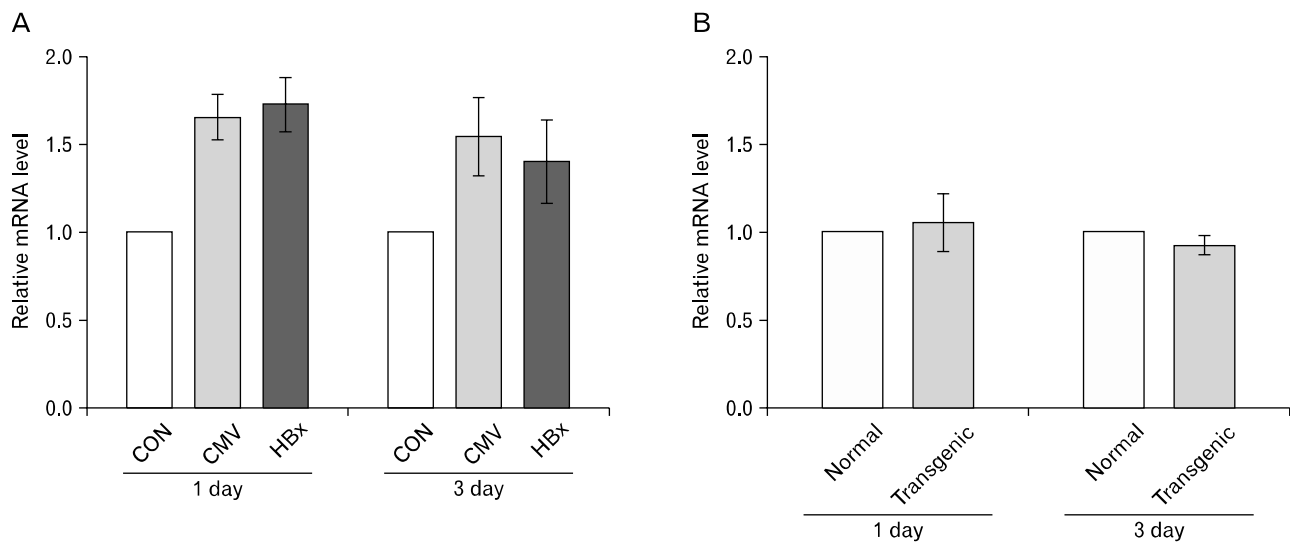 A
Relative mRNA level
2.0
1.5
1.0
0.5
0.0
CON
CMV
HBx
CON
CMV
HBx
1 day
3 day
B
Relative mRNA level
2.0
1.5
1.0
0.5
0.0
Normal
Transgenic
Normal
Transgenic
1 day
3 day